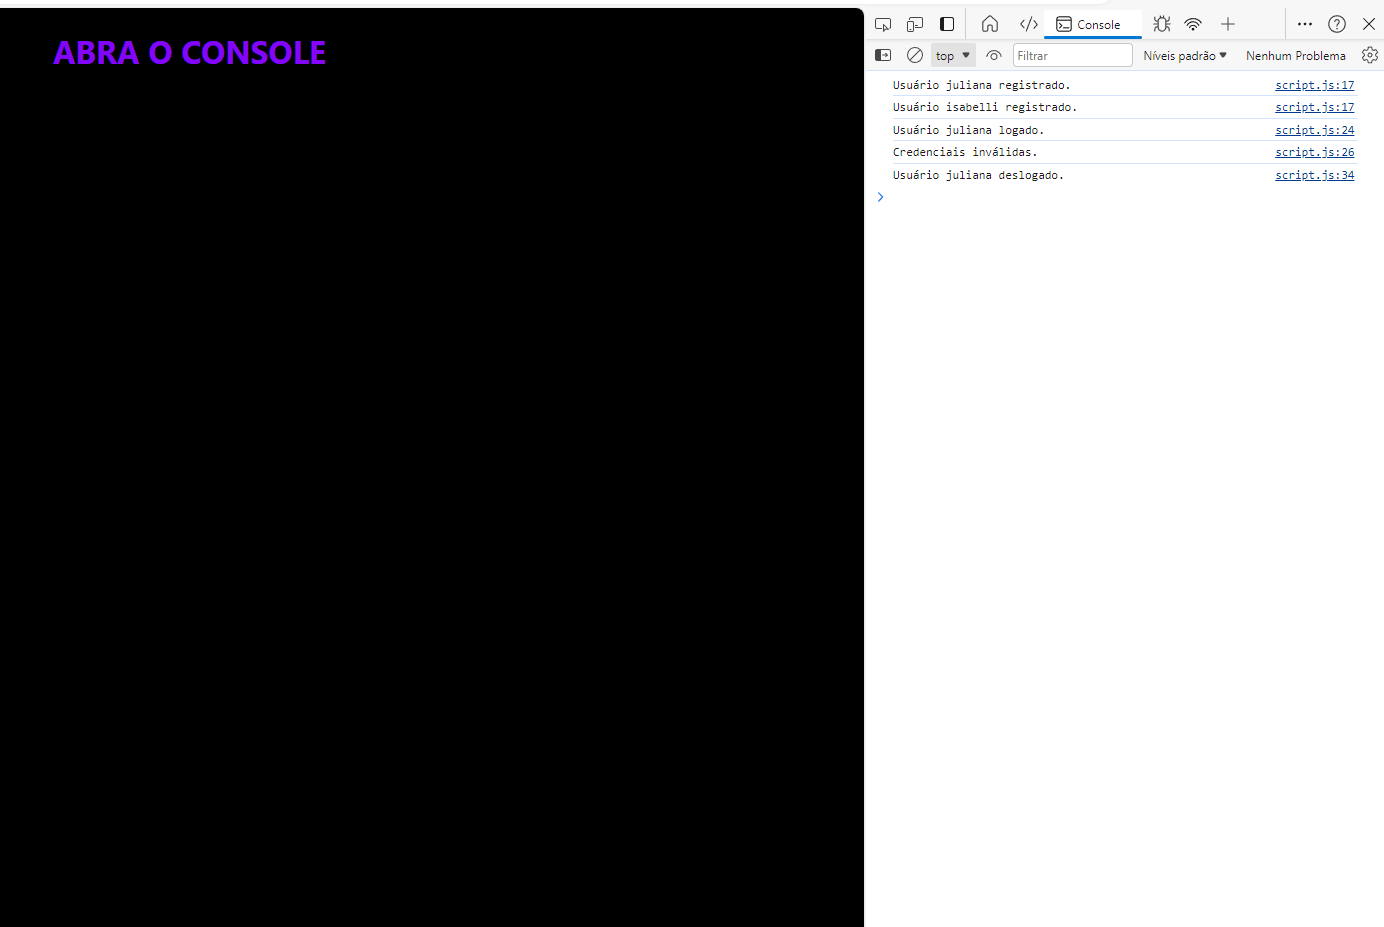 ABRA O CONSOLE
Console
top
Filtrar
Níveis padrão
Nenhum Problema
Usuário juliana registrado. script.js:17
Usuário isabelli registrado. script.js:17
Usuário juliana logado. script.js:24
Credenciais inválidas. script.js:26
Usuário juliana deslogado. script.js:34